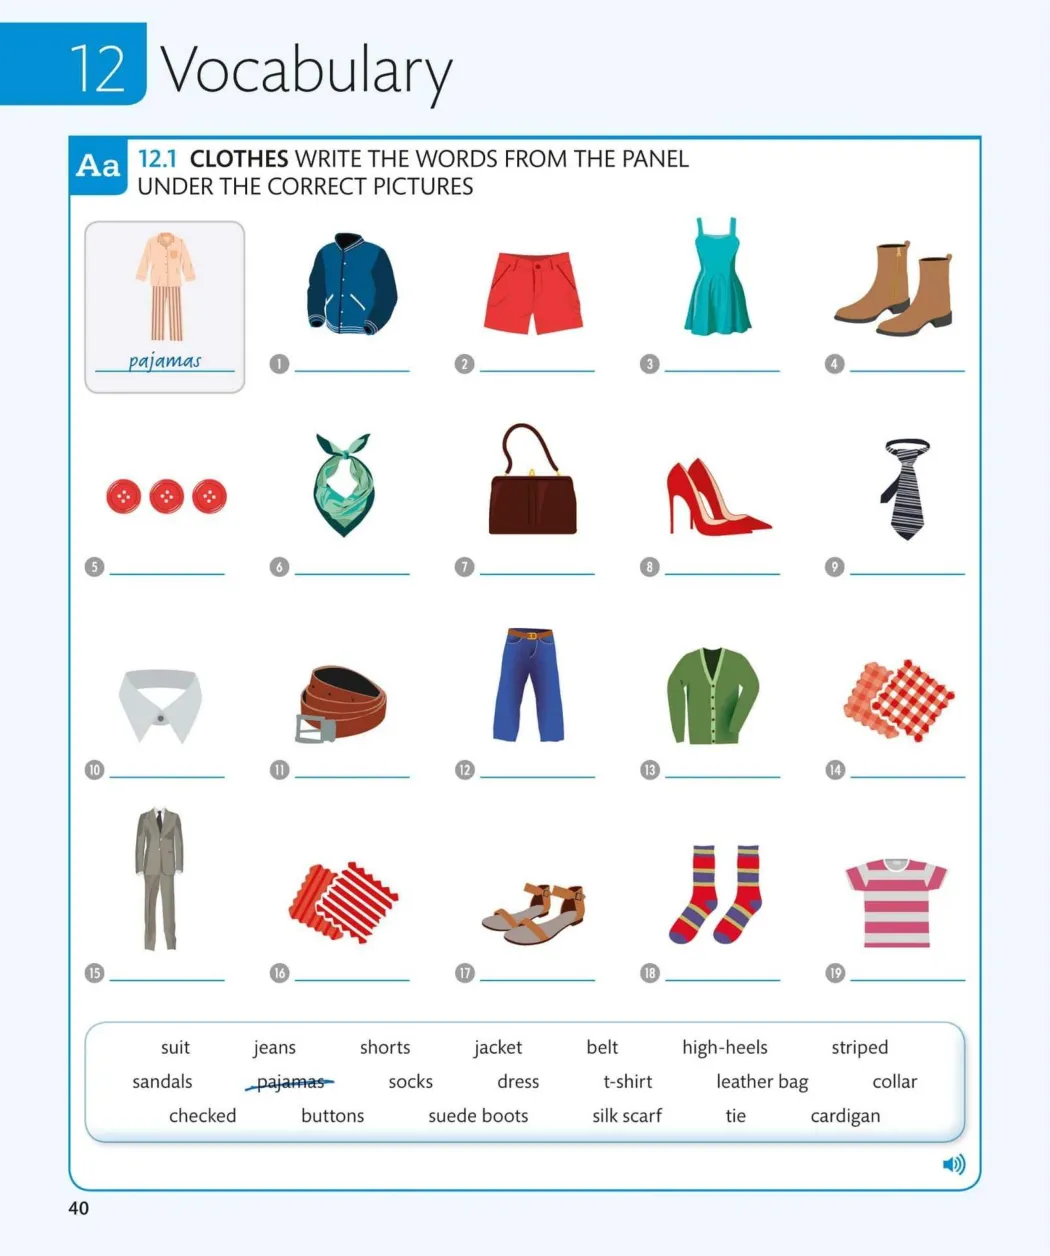 12 Vocabulary
Aa 12.1 CLOTHES WRITE THE WORDS FROM THE PANEL
UNDER THE CORRECT PICTURES
pajamas
1 2 3 4
5 6 7 8 9
10 11 12 13 14
15 16 17 18 19
suit jeans shorts jacket belt high-heels striped
sandals pajamas socks dress t-shirt leather bag collar
checked buttons suede boots silk scarf tie cardigan
40